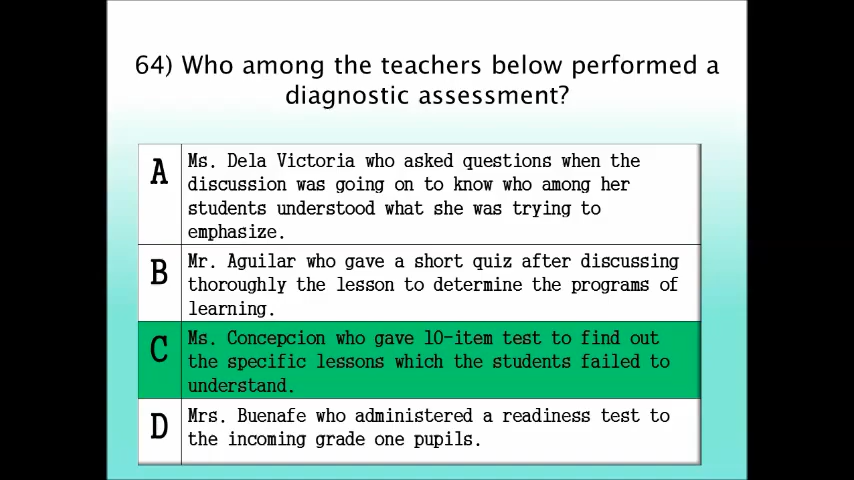 64) Who among the teachers below performed a
diagnostic assessment?
A
Ms. Dela Victoria who asked questions when the
discussion was going on to know who among her
students understood what she was trying to
emphasize.
B
Mr. Aguilar who gave a short quiz after discussing
thoroughly the lesson to determine the programs of
learning.
C
Ms. Concepcion who gave 10-item test to find out
the specific lessons which the students failed to
understand.
D
Mrs. Buenafe who administered a readiness test to
the incoming grade one pupils.